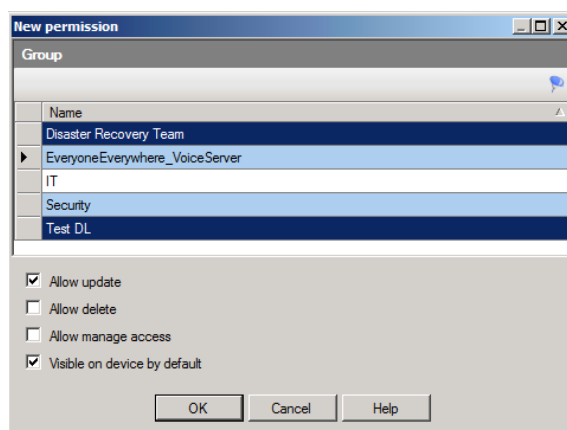 New permission
Group
Name
Disaster Recovery Team
EveryoneEverywhere_VoiceServer
IT
Security
Test DL
Allow update
Allow delete
Allow manage access
Visible on device by default
OK Cancel Help